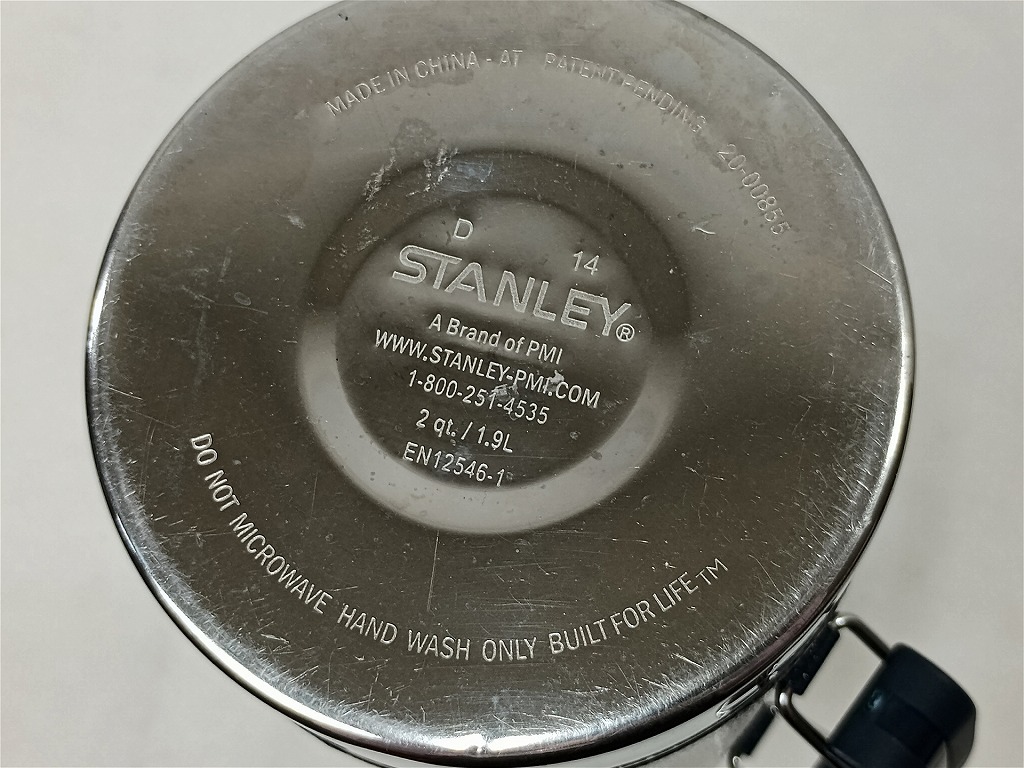 MADE IN CHINA - AT PATENT PENDING 20-00855
D 14
STANLEY®
A Brand of PMI
WWW.STANLEY-PMI.COM
1-800-251-4535
2 qt. / 1.9L
EN12546-1
DO NOT MICROWAVE HAND WASH ONLY BUILT FOR LIFE™